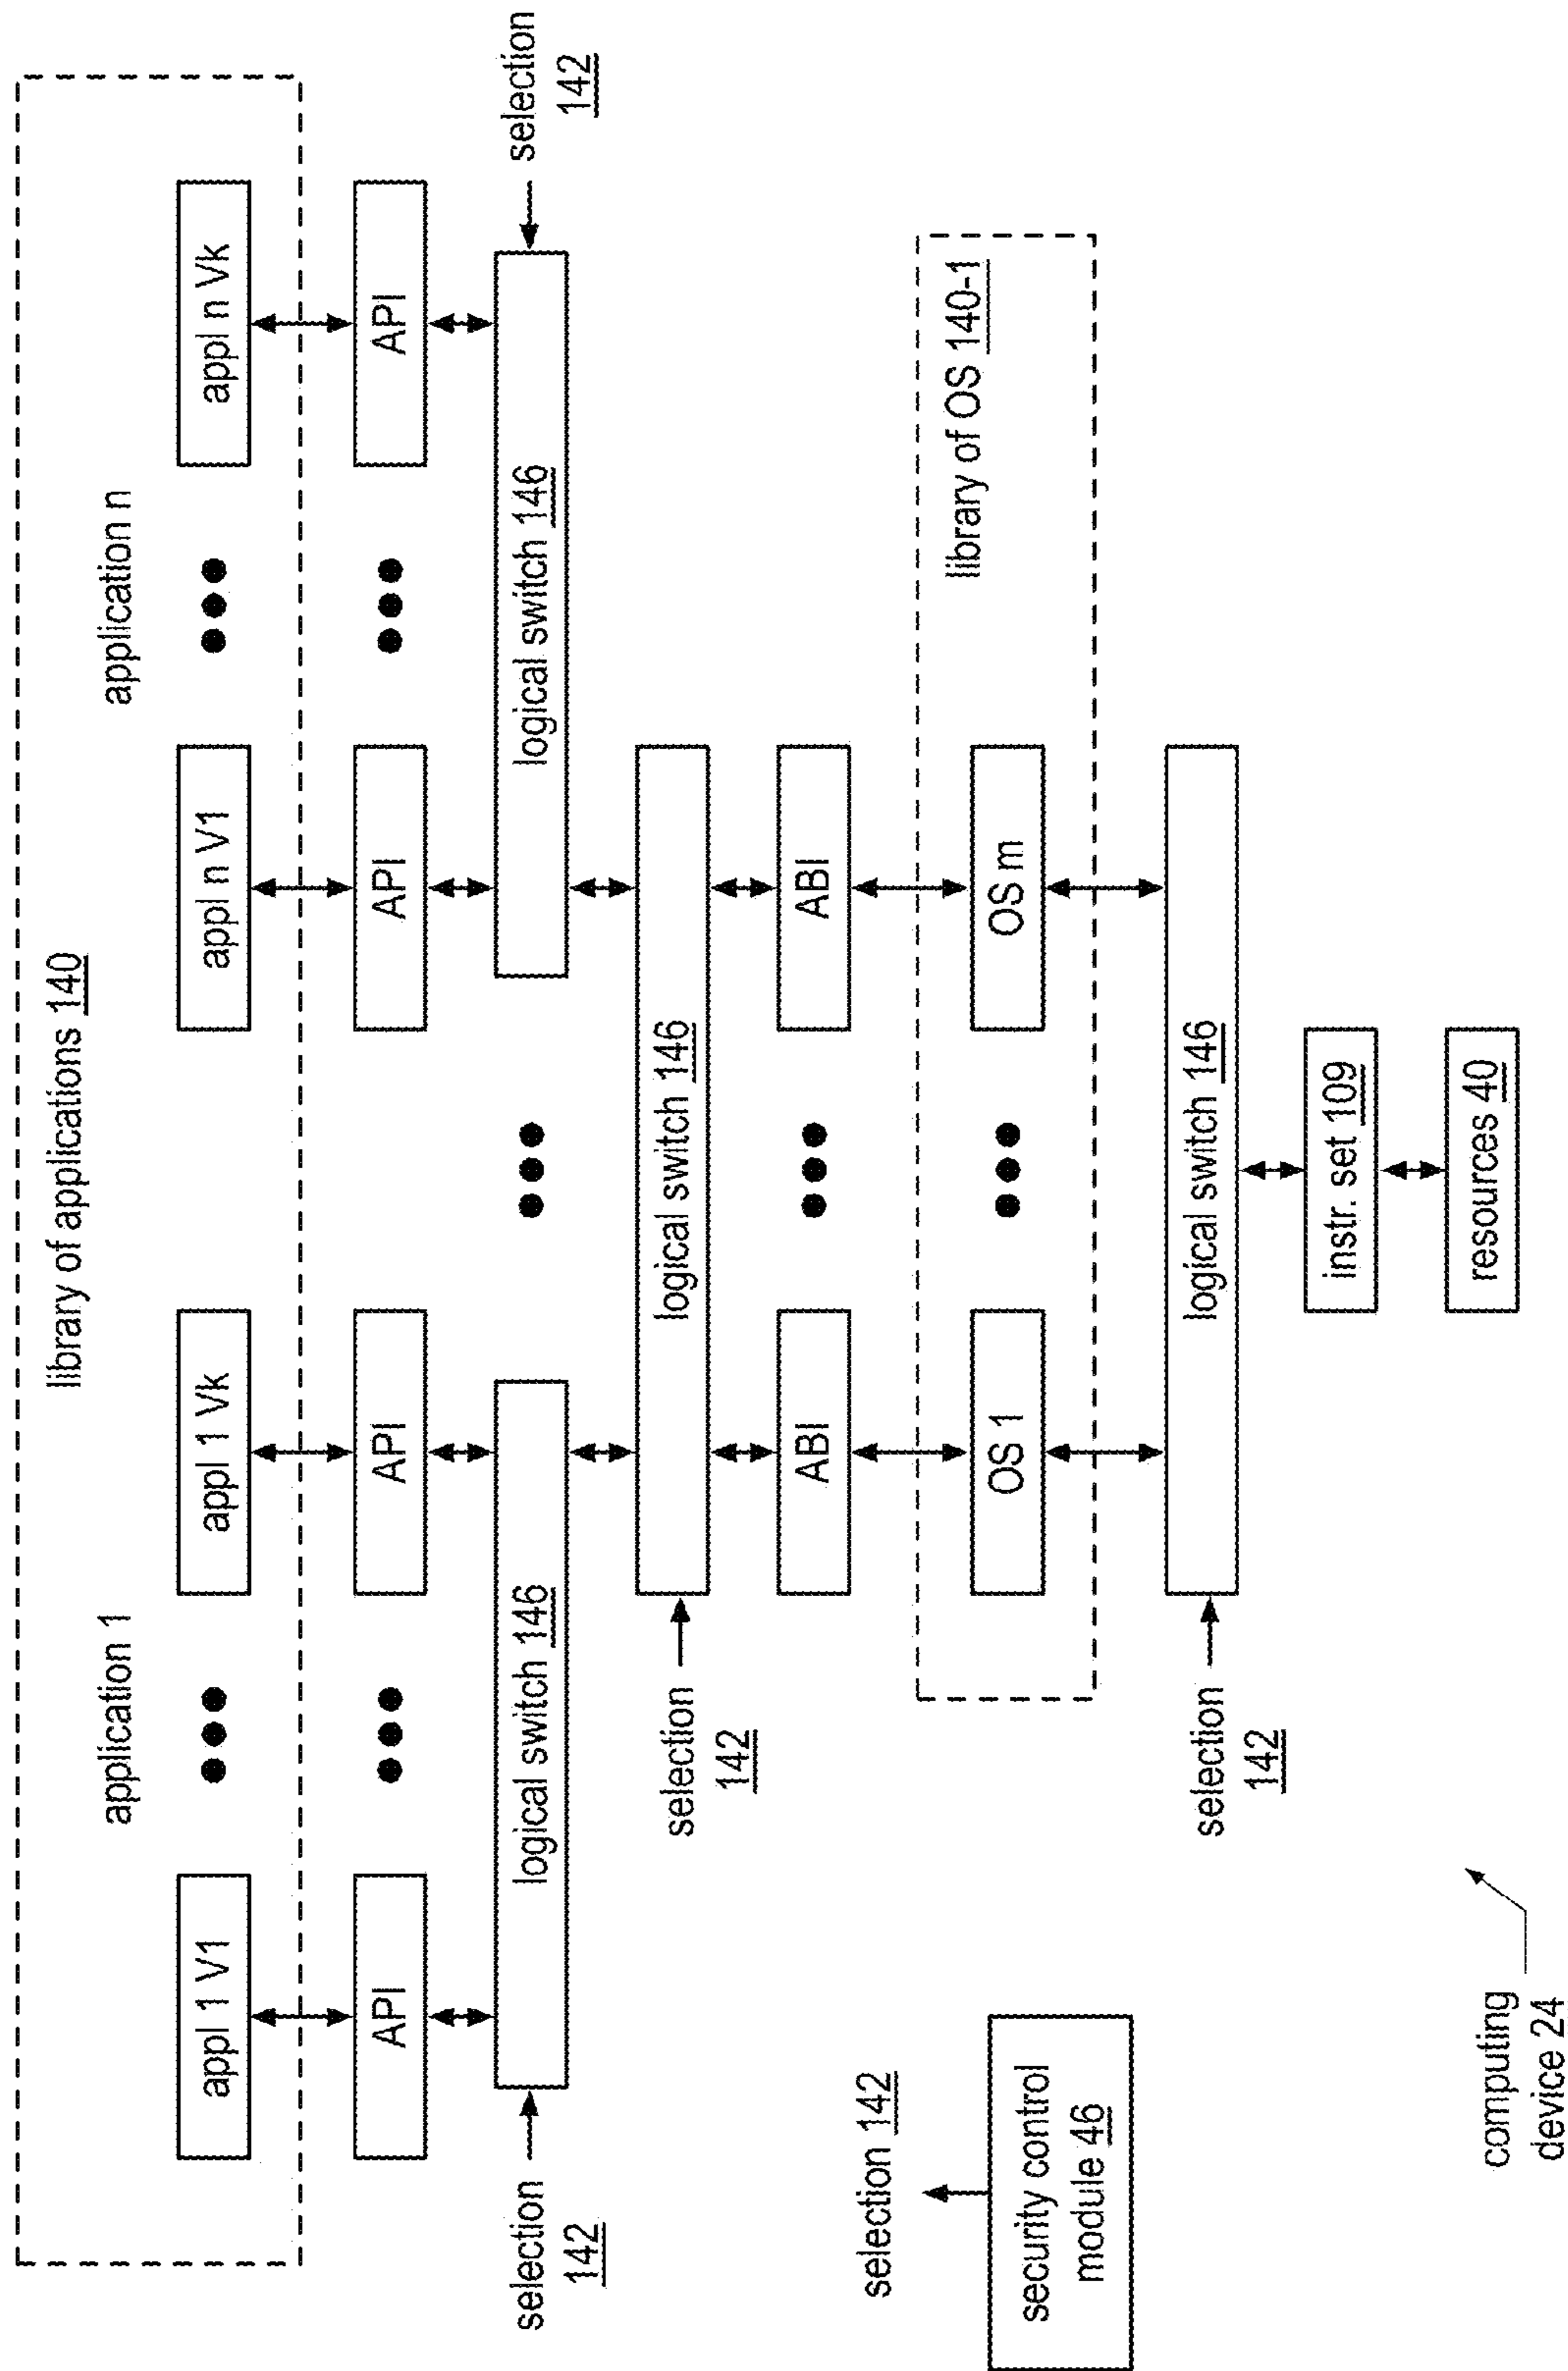 library of applications 140
application 1
application n
appl 1 V1
appl 1 Vk
appl n V1
appl n Vk
API
API
API
API
selection
142
logical switch 146
logical switch 146
selection
142
selection
142
logical switch 146
ABI
ABI
library of OS 140-1
OS 1
OS m
selection
142
logical switch 146
instr. set 109
resources 40
selection 142
security control
module 46
computing
device 24